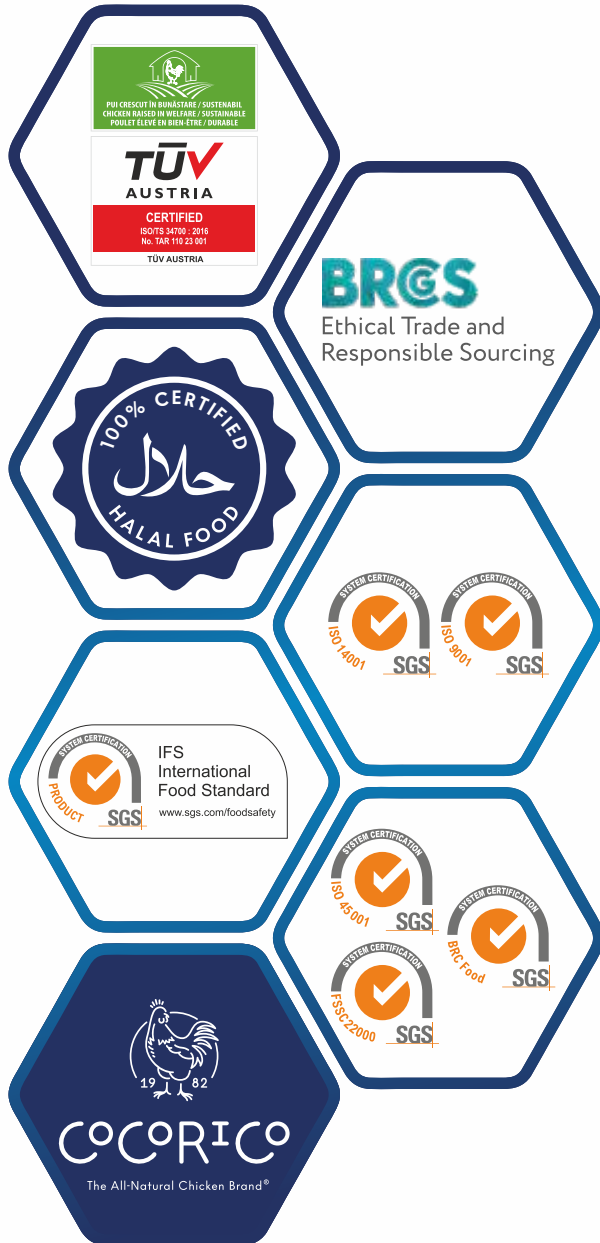 PUI CRESCUT ÎN BUNĂSTARE / SUSTENABIL
CHICKEN RAISED IN WELFARE / SUSTAINABLE
POULET ÉLEVÉ EN BIEN-ÊTRE / DURABLE
TÜV
AUSTRIA
CERTIFIED
ISO/TS 34700 : 2016
No. TAR 110 23 001
TÜV AUSTRIA
BRCGS
Ethical Trade and
Responsible Sourcing
100% CERTIFIED
حلال
HALAL FOOD
SYSTEM CERTIFICATION
ISO 14001
SGS
SYSTEM CERTIFICATION
ISO 9001
SGS
SYSTEM CERTIFICATION
PRODUCT
SGS
IFS
International
Food Standard
www.sgs.com/foodsafety
SYSTEM CERTIFICATION
ISO 45001
SGS
SYSTEM CERTIFICATION
BRC Food
SGS
SYSTEM CERTIFICATION
FSSC22000
SGS
19 82
COCORICO
The All-Natural Chicken Brand®